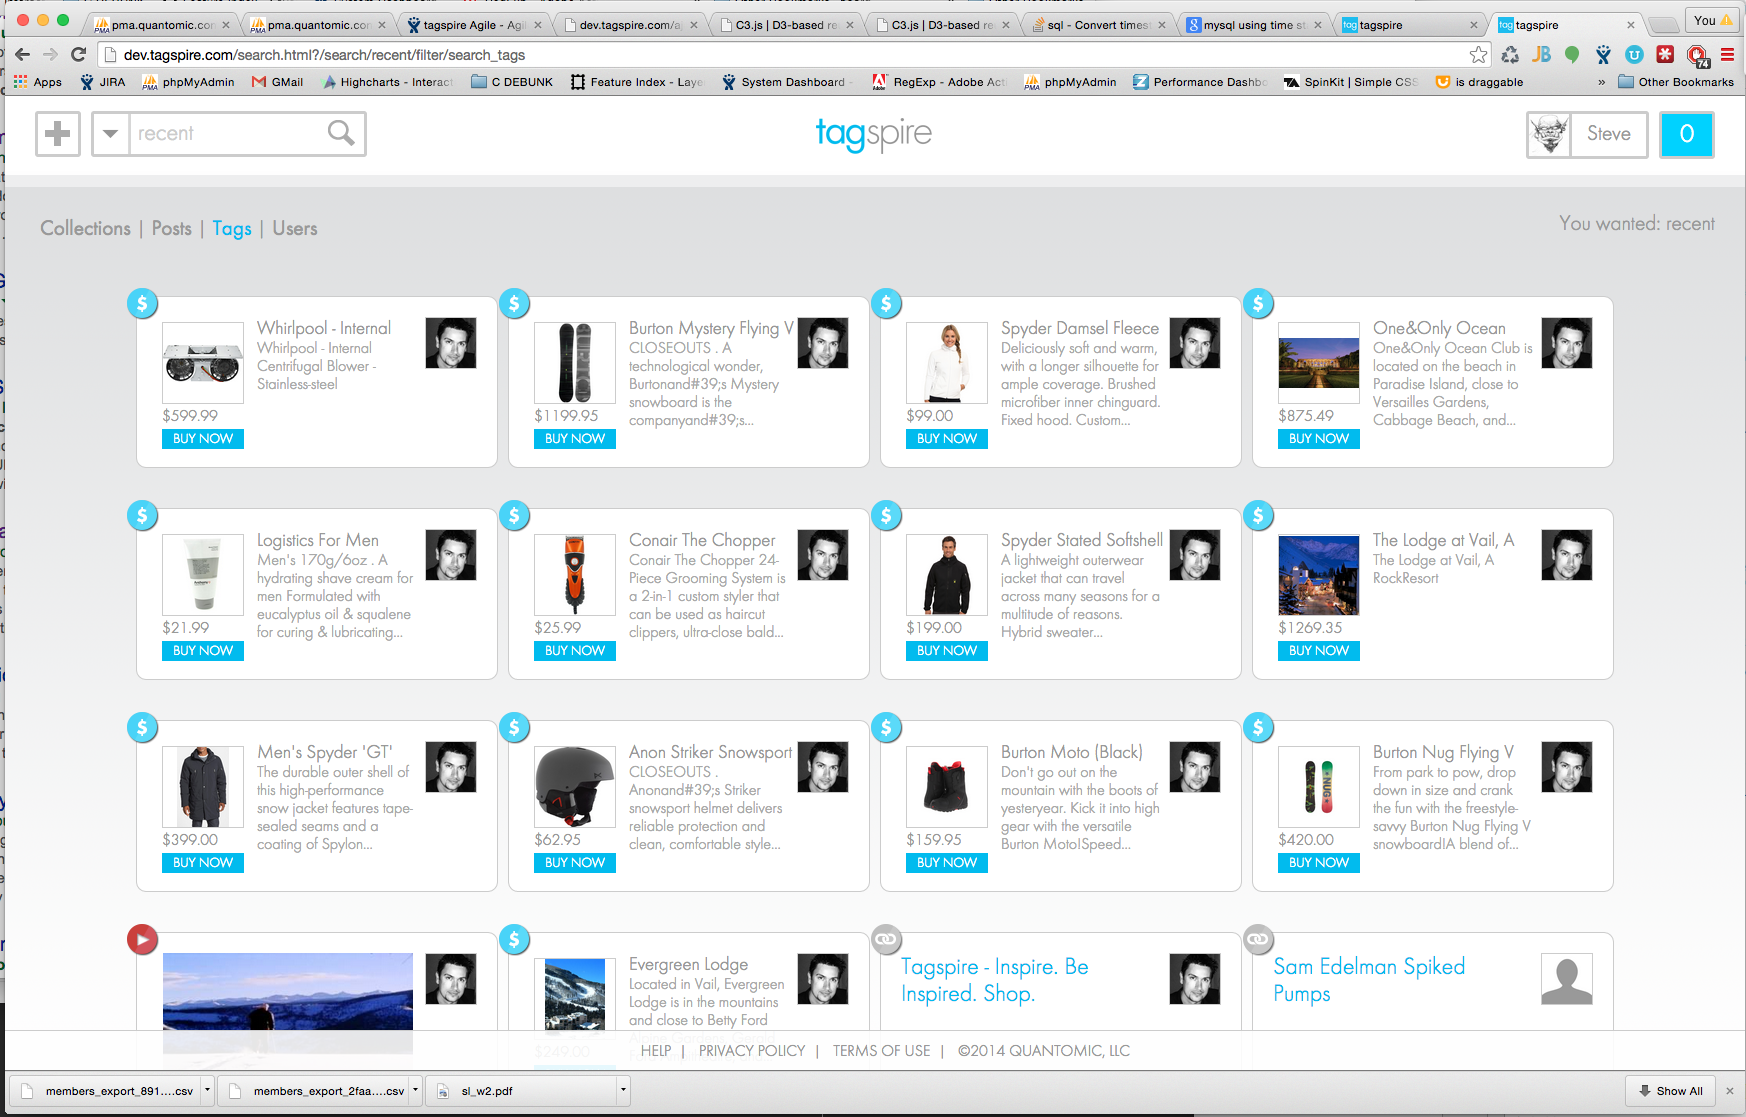 pma.quantomic.con
pma.quantomic.con
tagspire Agile - Agil
dev.tagspire.com/a
C3.js | D3-based re
C3.js | D3-based re
sql - Convert times
mysql using time st
tagspire
tagspire
You
dev.tagspire.com/search.html?/search/recent/filter/search_tags
Apps
JIRA
phpMyAdmin
GMail
Highcharts - Interact
C DEBUNK
Feature Index - Laye
System Dashboard -
RegExp - Adobe Acti
phpMyAdmin
Performance Dashbo
SpinKit | Simple CSS
is draggable
»
Other Bookmarks
recent
tagspire
Steve
0
Collections | Posts | Tags | Users
You wanted: recent
Whirlpool - Internal
Whirlpool - Internal
Centrifugal Blower -
Stainless-steel
$599.99
BUY NOW
Burton Mystery Flying V
CLOSEOUTS . A
technological wonder,
Burtonand#39;s Mystery
snowboard is the
companyand#39;s...
$1199.95
BUY NOW
Spyder Damsel Fleece
Deliciously soft and warm,
with a longer silhouette for
ample coverage. Brushed
microfiber inner chinguard.
Fixed hood. Custom...
$99.00
BUY NOW
One&Only Ocean
One&Only Ocean Club is
located on the beach in
Paradise Island, close to
Versailles Gardens,
Cabbage Beach, and...
$875.49
BUY NOW
Logistics For Men
Men's 170g/6oz . A
hydrating shave cream for
men Formulated with
eucalyptus oil & squalene
for curing & lubricating...
$21.99
BUY NOW
Conair The Chopper
Conair The Chopper 24-
Piece Grooming System is
a 2-in-1 custom styler that
can be used as haircut
clippers, ultra-close bald...
$25.99
BUY NOW
Spyder Stated Softshell
A lightweight outerwear
jacket that can travel
across many seasons for a
multitude of reasons.
Hybrid sweater...
$199.00
BUY NOW
The Lodge at Vail, A
The Lodge at Vail, A
RockResort
$1269.35
BUY NOW
Men's Spyder 'GT'
The durable outer shell of
this high-performance
snow jacket features tape-
sealed seams and a
coating of Spylon...
$399.00
BUY NOW
Anon Striker Snowsport
CLOSEOUTS .
Anonand#39;s Striker
snowsport helmet delivers
reliable protection and
clean, comfortable style...
$62.95
BUY NOW
Burton Moto (Black)
Don't go out on the
mountain with the boots of
yesteryear. Kick it into high
gear with the versatile
Burton Moto!Speed...
$159.95
BUY NOW
Burton Nug Flying V
From park to pow, drop
down in size and crank
the fun with the freestyle-
savvy Burton Nug Flying V
snowboard!A blend of...
$420.00
BUY NOW
Evergreen Lodge
Located in Vail, Evergreen
Lodge is in the mountains
and close to Betty Ford
$249.00
Tagspire - Inspire. Be
Inspired. Shop.
Sam Edelman Spiked
Pumps
HELP | PRIVACY POLICY | TERMS OF USE | ©2014 QUANTOMIC, LLC
members_export_891....csv
members_export_2faa....csv
sl_w2.pdf
Show All